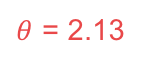 θ = 2.13